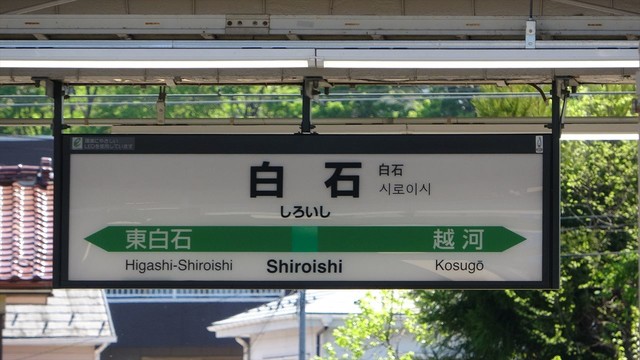 白石
白石
시로이시
しろいし
東白石
越河
Higashi-Shiroishi
Shiroishi
Kosugō